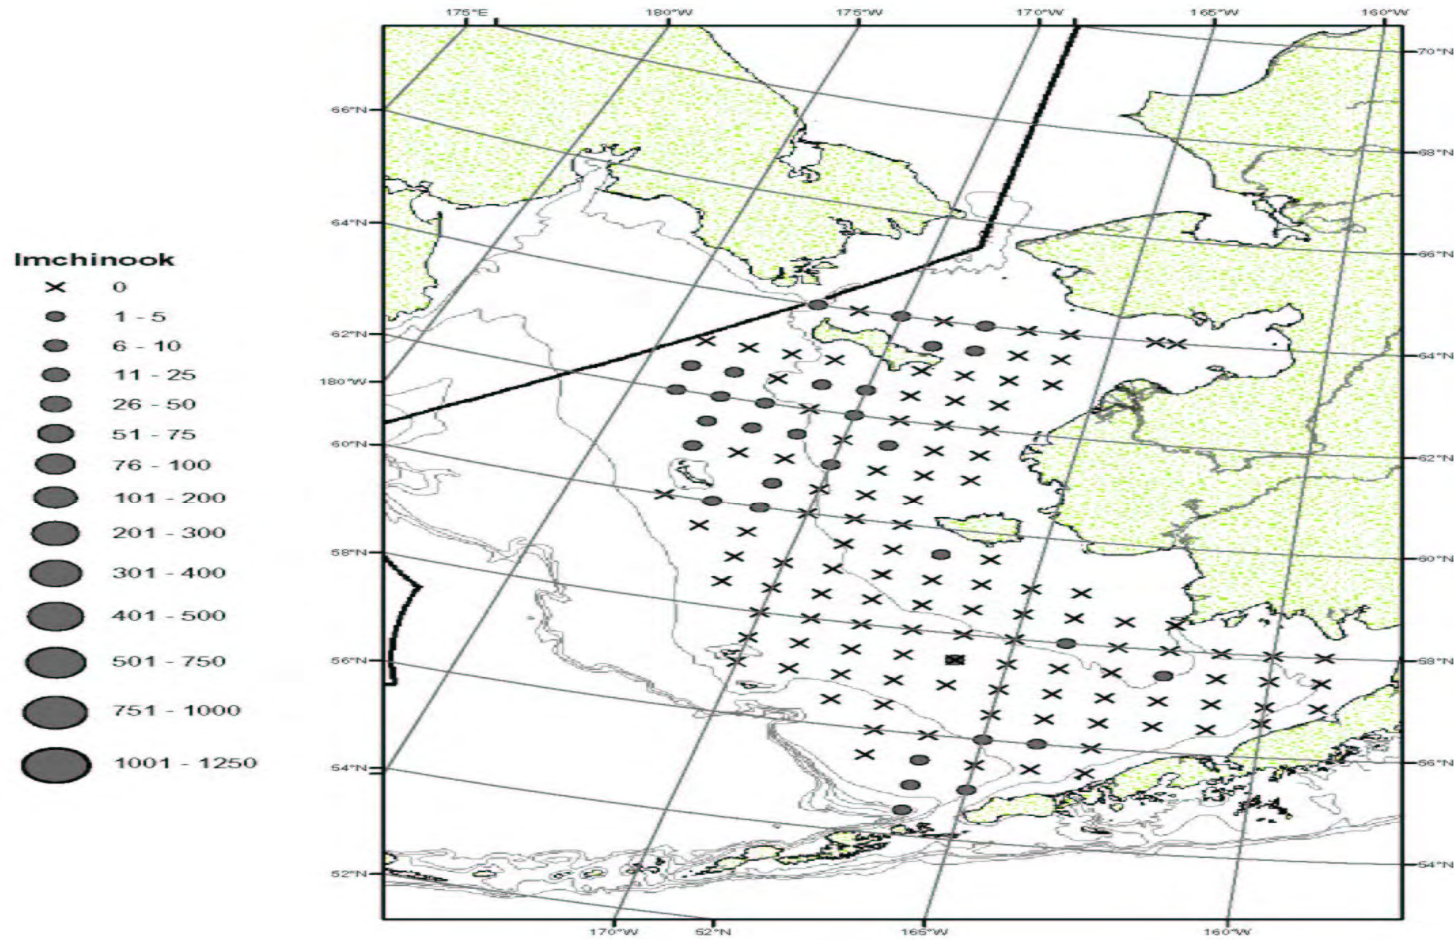 175°E 180°W 175°W 170°W 165°W 160°W
70°N
66°N
68°N
64°N
66°N
Imchinook
0
1 - 5
6 - 10
11 - 25
26 - 50
51 - 75
76 - 100
101 - 200
201 - 300
301 - 400
401 - 500
501 - 750
751 - 1000
1001 - 1250
62°N
64°N
180°W
60°N
62°N
58°N
60°N
56°N
58°N
54°N
56°N
52°N
54°N
170°W 52°N 165°W 160°W